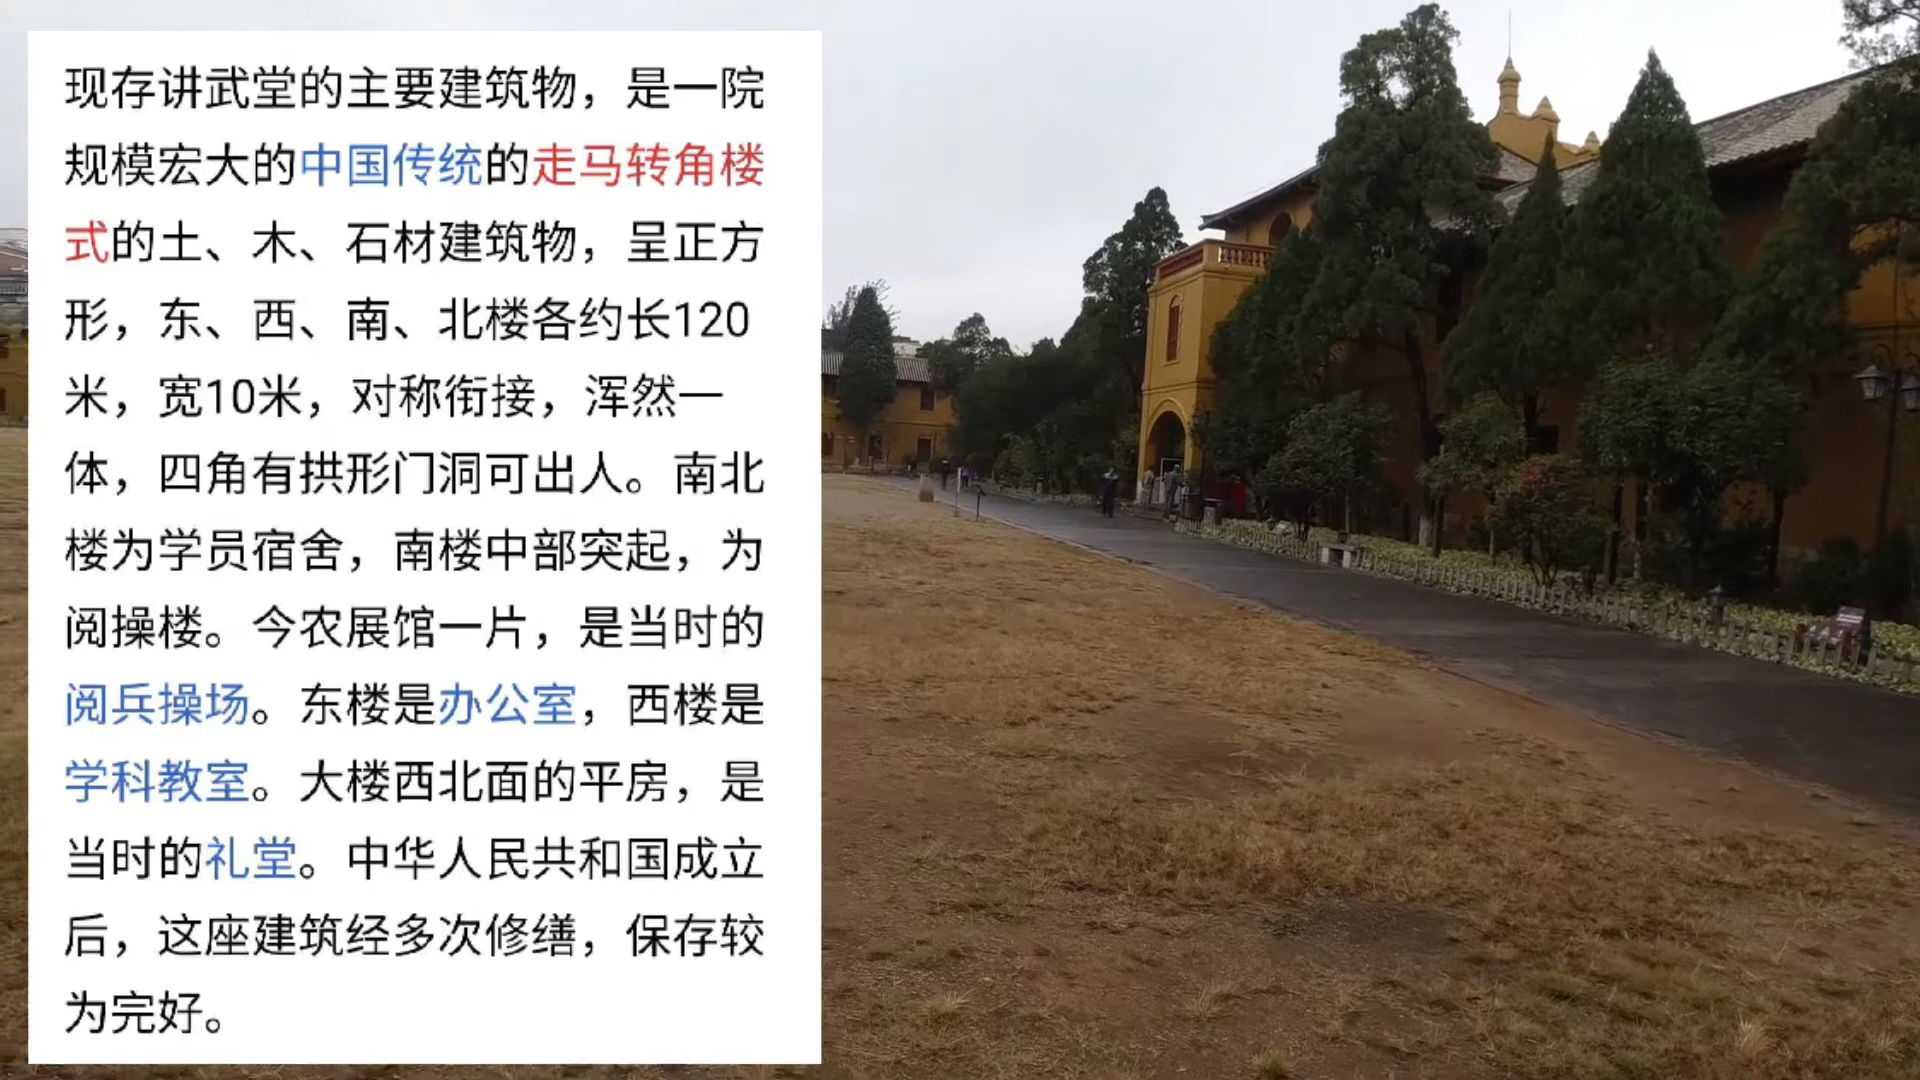 现存讲武堂的主要建筑物，是一院
规模宏大的中国传统的走马转角楼
式的土、木、石材建筑物，呈正方
形，东、西、南、北楼各约长120
米，宽10米，对称衔接，浑然一
体，四角有拱形门洞可出人。南北
楼为学员宿舍，南楼中部突起，为
阅操楼。今农展馆一片，是当时的
阅兵操场。东楼是办公室，西楼是
学科教室。大楼西北面的平房，是
当时的礼堂。中华人民共和国成立
后，这座建筑经多次修缮，保存较
为完好。